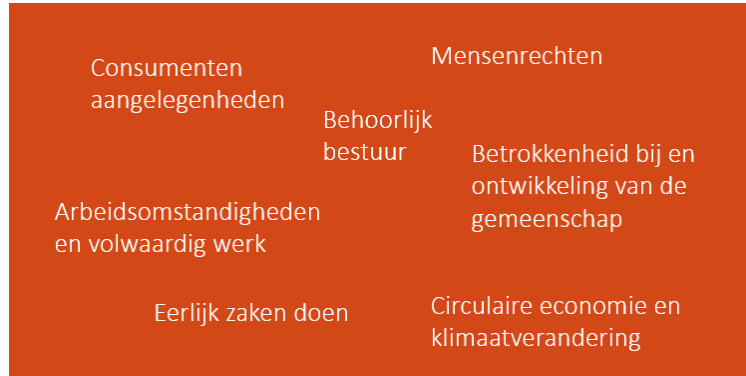 Consumenten
aangelegenheden
Mensenrechten
Behoorlijk
bestuur
Betrokkenheid bij en
ontwikkeling van de
gemeenschap
Arbeidsomstandigheden
en volwaardig werk
Eerlijk zaken doen
Circulaire economie en
klimaatverandering